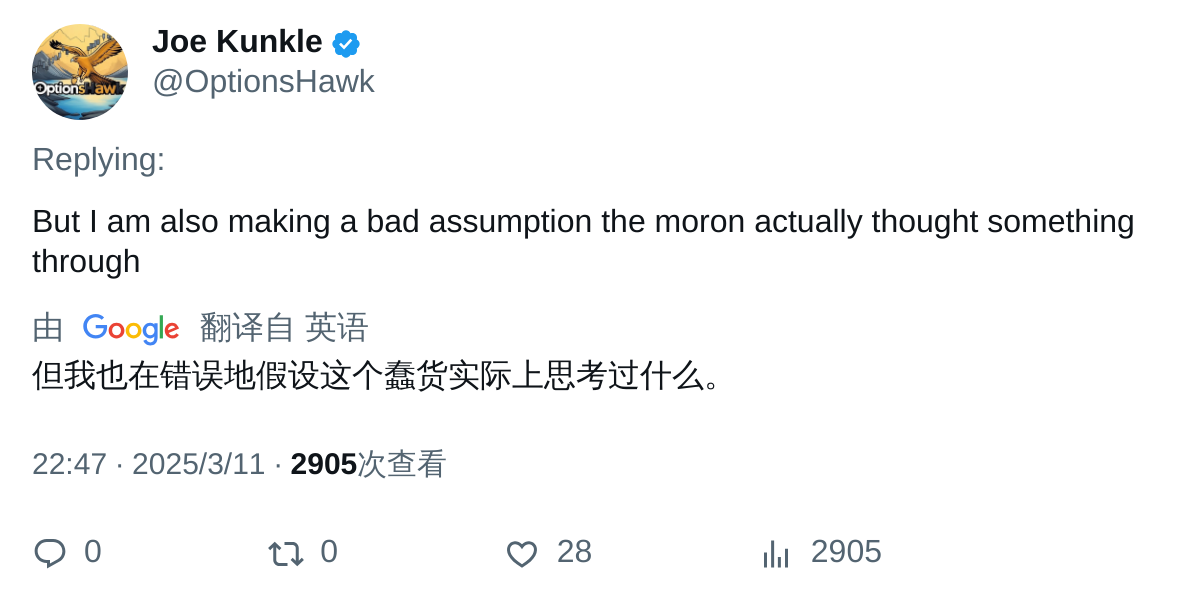 Joe Kunkle
@OptionsHawk
OptionsHawk
Replying:
But I am also making a bad assumption the moron actually thought something
through
由 Google 翻译自 英语
但我也在错误地假设这个蠢货实际上思考过什么。
22:47 · 2025/3/11 · 2905次查看
0 0 28 2905